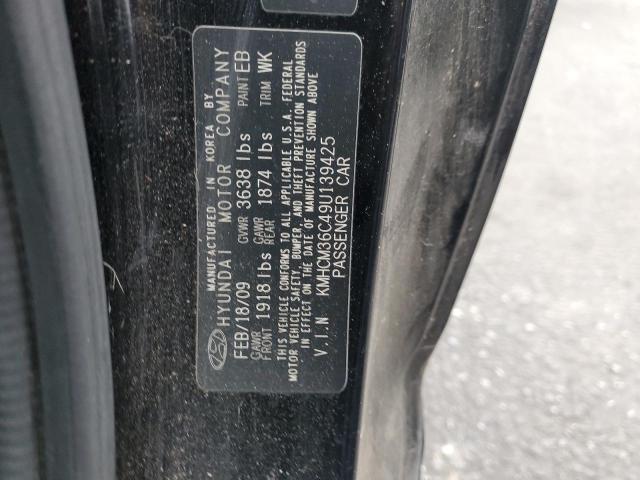 MANUFACTURED IN KOREA BY
HYUNDAI MOTOR COMPANY
FEB/18/09 GVWR 3638 lbs PAINT EB
GAWR FRONT 1918 lbs GAWR REAR 1874 lbs TRIM WK
THIS VEHICLE CONFORMS TO ALL APPLICABLE U.S.A. FEDERAL
MOTOR VEHICLE SAFETY, BUMPER, AND THEFT PREVENTION STANDARDS
IN EFFECT ON THE DATE OF MANUFACTURE SHOWN ABOVE
V.I.N KMHCM36C49U139425
PASSENGER CAR